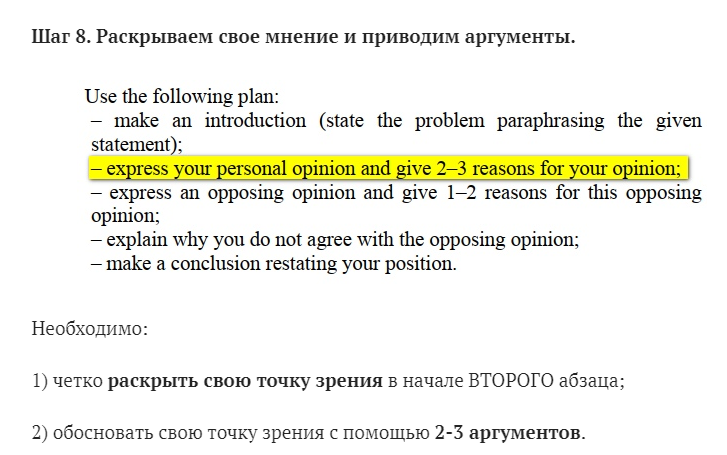 Шаг 8. Раскрываем свое мнение и приводим аргументы.
Use the following plan:
– make an introduction (state the problem paraphrasing the given
statement);
– express your personal opinion and give 2–3 reasons for your opinion;
– express an opposing opinion and give 1–2 reasons for this opposing
opinion;
– explain why you do not agree with the opposing opinion;
– make a conclusion restating your position.
Необходимо:
1) четко раскрыть свою точку зрения в начале ВТОРОГО абзаца;
2) обосновать свою точку зрения с помощью 2-3 аргументов.